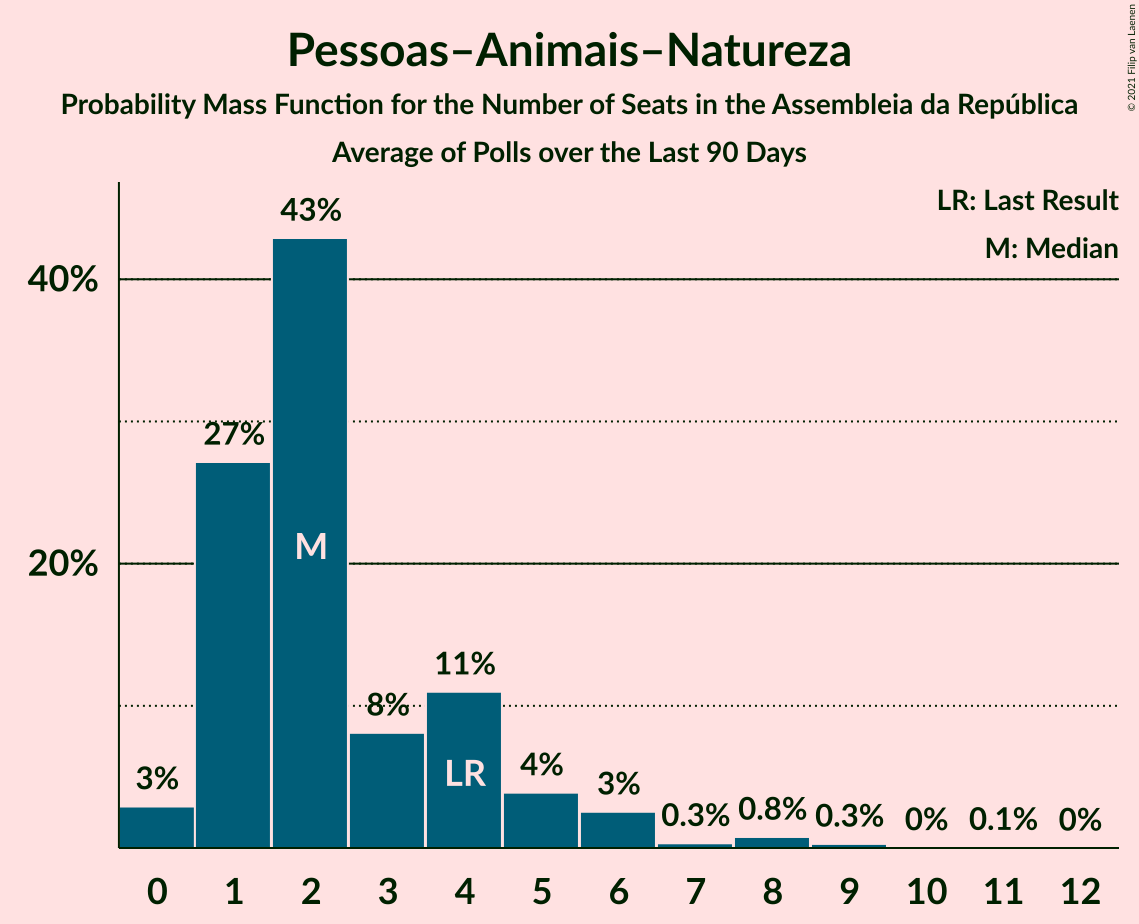 Pessoas–Animais–Natureza
Probability Mass Function for the Number of Seats in the Assembleia da República
Average of Polls over the Last 90 Days
© 2021 Filip van Laenen
LR: Last Result
M: Median
43%
40%
27%
M
20%
11%
8%
LR
3%
4%
3%
0.3%
0.8%
0.3%
0%
0.1%
0%
0 1 2 3 4 5 6 7 8 9 10 11 12